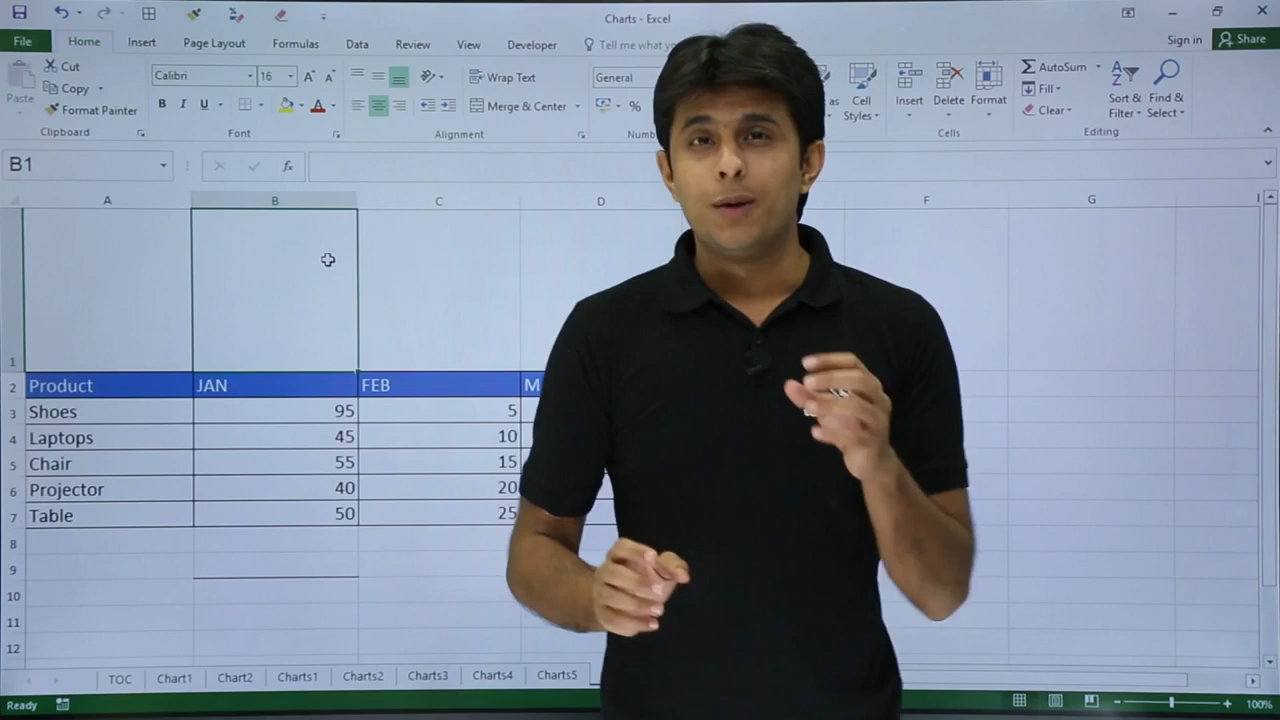 Charts - Excel
File Home Insert Page Layout Formulas Data Review View Developer Tell me what Sign in Share
Cut
Copy
Format Painter
Paste
Clipboard
Calibri 16
B I U
Font
Wrap Text
Merge & Center
Alignment
General
%
Cell Styles
Insert Delete Format
Cells
AutoSum
Fill
Clear
Sort & Filter
Find & Select
Editing
B1 fx
A B C D F G
1
2 Product JAN FEB M
3 Shoes 95 5
4 Laptops 45 10
5 Chair 55 15
6 Projector 40 20
7 Table 50 25
8
9
10
11
12
TOC Chart1 Chart2 Charts1 Charts2 Charts3 Charts4 Charts5
Ready 100%